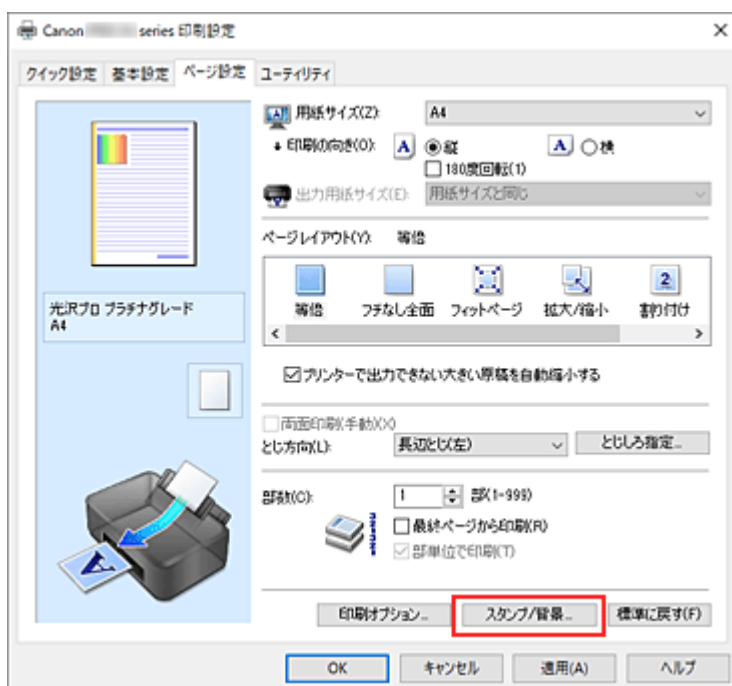 Canon series 印刷設定
クイック設定 基本設定 ページ設定 ユーティリティ
用紙サイズ(Z): A4
印刷の向き(O): A 縦 A 横
180度回転(1)
出力用紙サイズ(E): 用紙サイズと同じ
ページレイアウト(Y): 等倍
等倍 フチなし全面 フィットページ 拡大/縮小 割り付け
光沢プロ プラチナグレード
A4
プリンターで出力できない大きい原稿を自動縮小する
両面印刷(手動)(X)
とじ方向(L): 長辺とじ(左) とじしろ指定...
部数(C): 1 部(1-999)
最終ページから印刷(R)
部単位で印刷(T)
印刷オプション... スタンプ/背景... 標準に戻す(F)
OK キャンセル 適用(A) ヘルプ